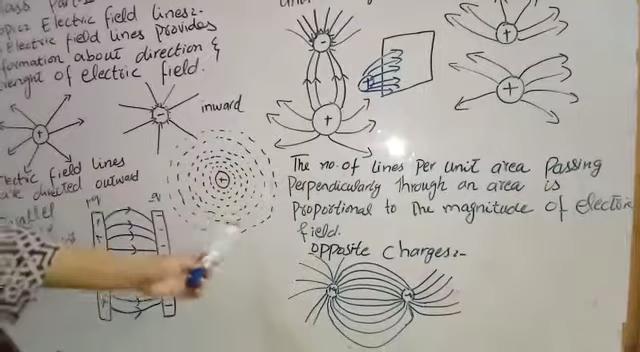 Electric field lines:-
Electric field lines provides
formation about direction &
of electric field.
inward
Electric field lines
are directed outward
The no. of lines per unit area passing
perpendicularly through an area is
proportional to the magnitude of electric
field.
opposite charges:-